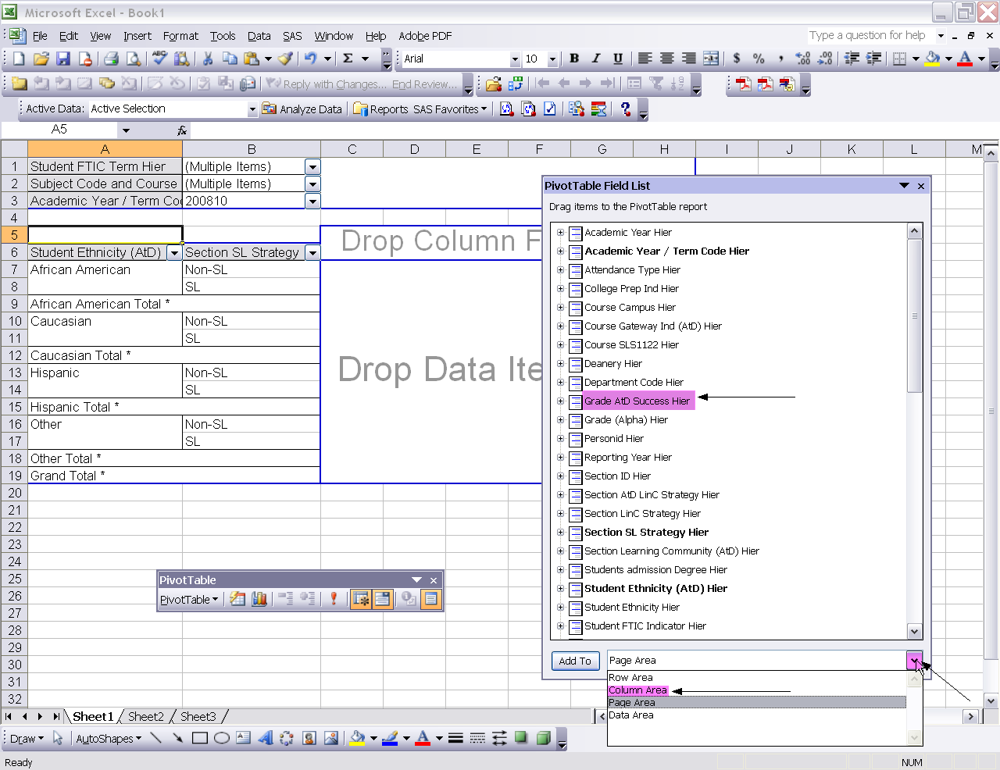 Microsoft Excel - Book1
File Edit View Insert Format Tools Data SAS Window Help Adobe PDF
Type a question for help
Arial 10 B I U Σ $ % ,
Reply with Changes... End Review...
Active Data: Active Selection Analyze Data Reports SAS Favorites
A5 fx
A B C D E F G H I J K L M
1 Student FTIC Term Hier (Multiple Items)
2 Subject Code and Course (Multiple Items)
3 Academic Year / Term Co 200810
4
5 Drop Column F
6 Student Ethnicity (AtD) Section SL Strategy
7 African American Non-SL
8 SL
9 African American Total *
10 Caucasian Non-SL
11 SL
12 Caucasian Total *
13 Hispanic Non-SL
14 SL
15 Hispanic Total *
16 Other Non-SL
17 SL
18 Other Total *
19 Grand Total *
Drop Data Ite
20
21
22
23
24
25
26
27
28
29
30
31
32
PivotTable
PivotTable
PivotTable Field List
Drag items to the PivotTable report
Academic Year Hier
Academic Year / Term Code Hier
Attendance Type Hier
College Prep Ind Hier
Course Campus Hier
Course Gateway Ind (AtD) Hier
Course SLS1122 Hier
Deanery Hier
Department Code Hier
Grade AtD Success Hier
Grade (Alpha) Hier
Personid Hier
Reporting Year Hier
Section ID Hier
Section AtD LinC Strategy Hier
Section LinC Strategy Hier
Section SL Strategy Hier
Section Learning Community (AtD) Hier
Students admission Degree Hier
Student Ethnicity (AtD) Hier
Student Ethnicity Hier
Student FTIC Indicator Hier
Add To Page Area
Row Area
Column Area
Page Area
Data Area
Sheet1 Sheet2 Sheet3
Draw AutoShapes
Ready NUM